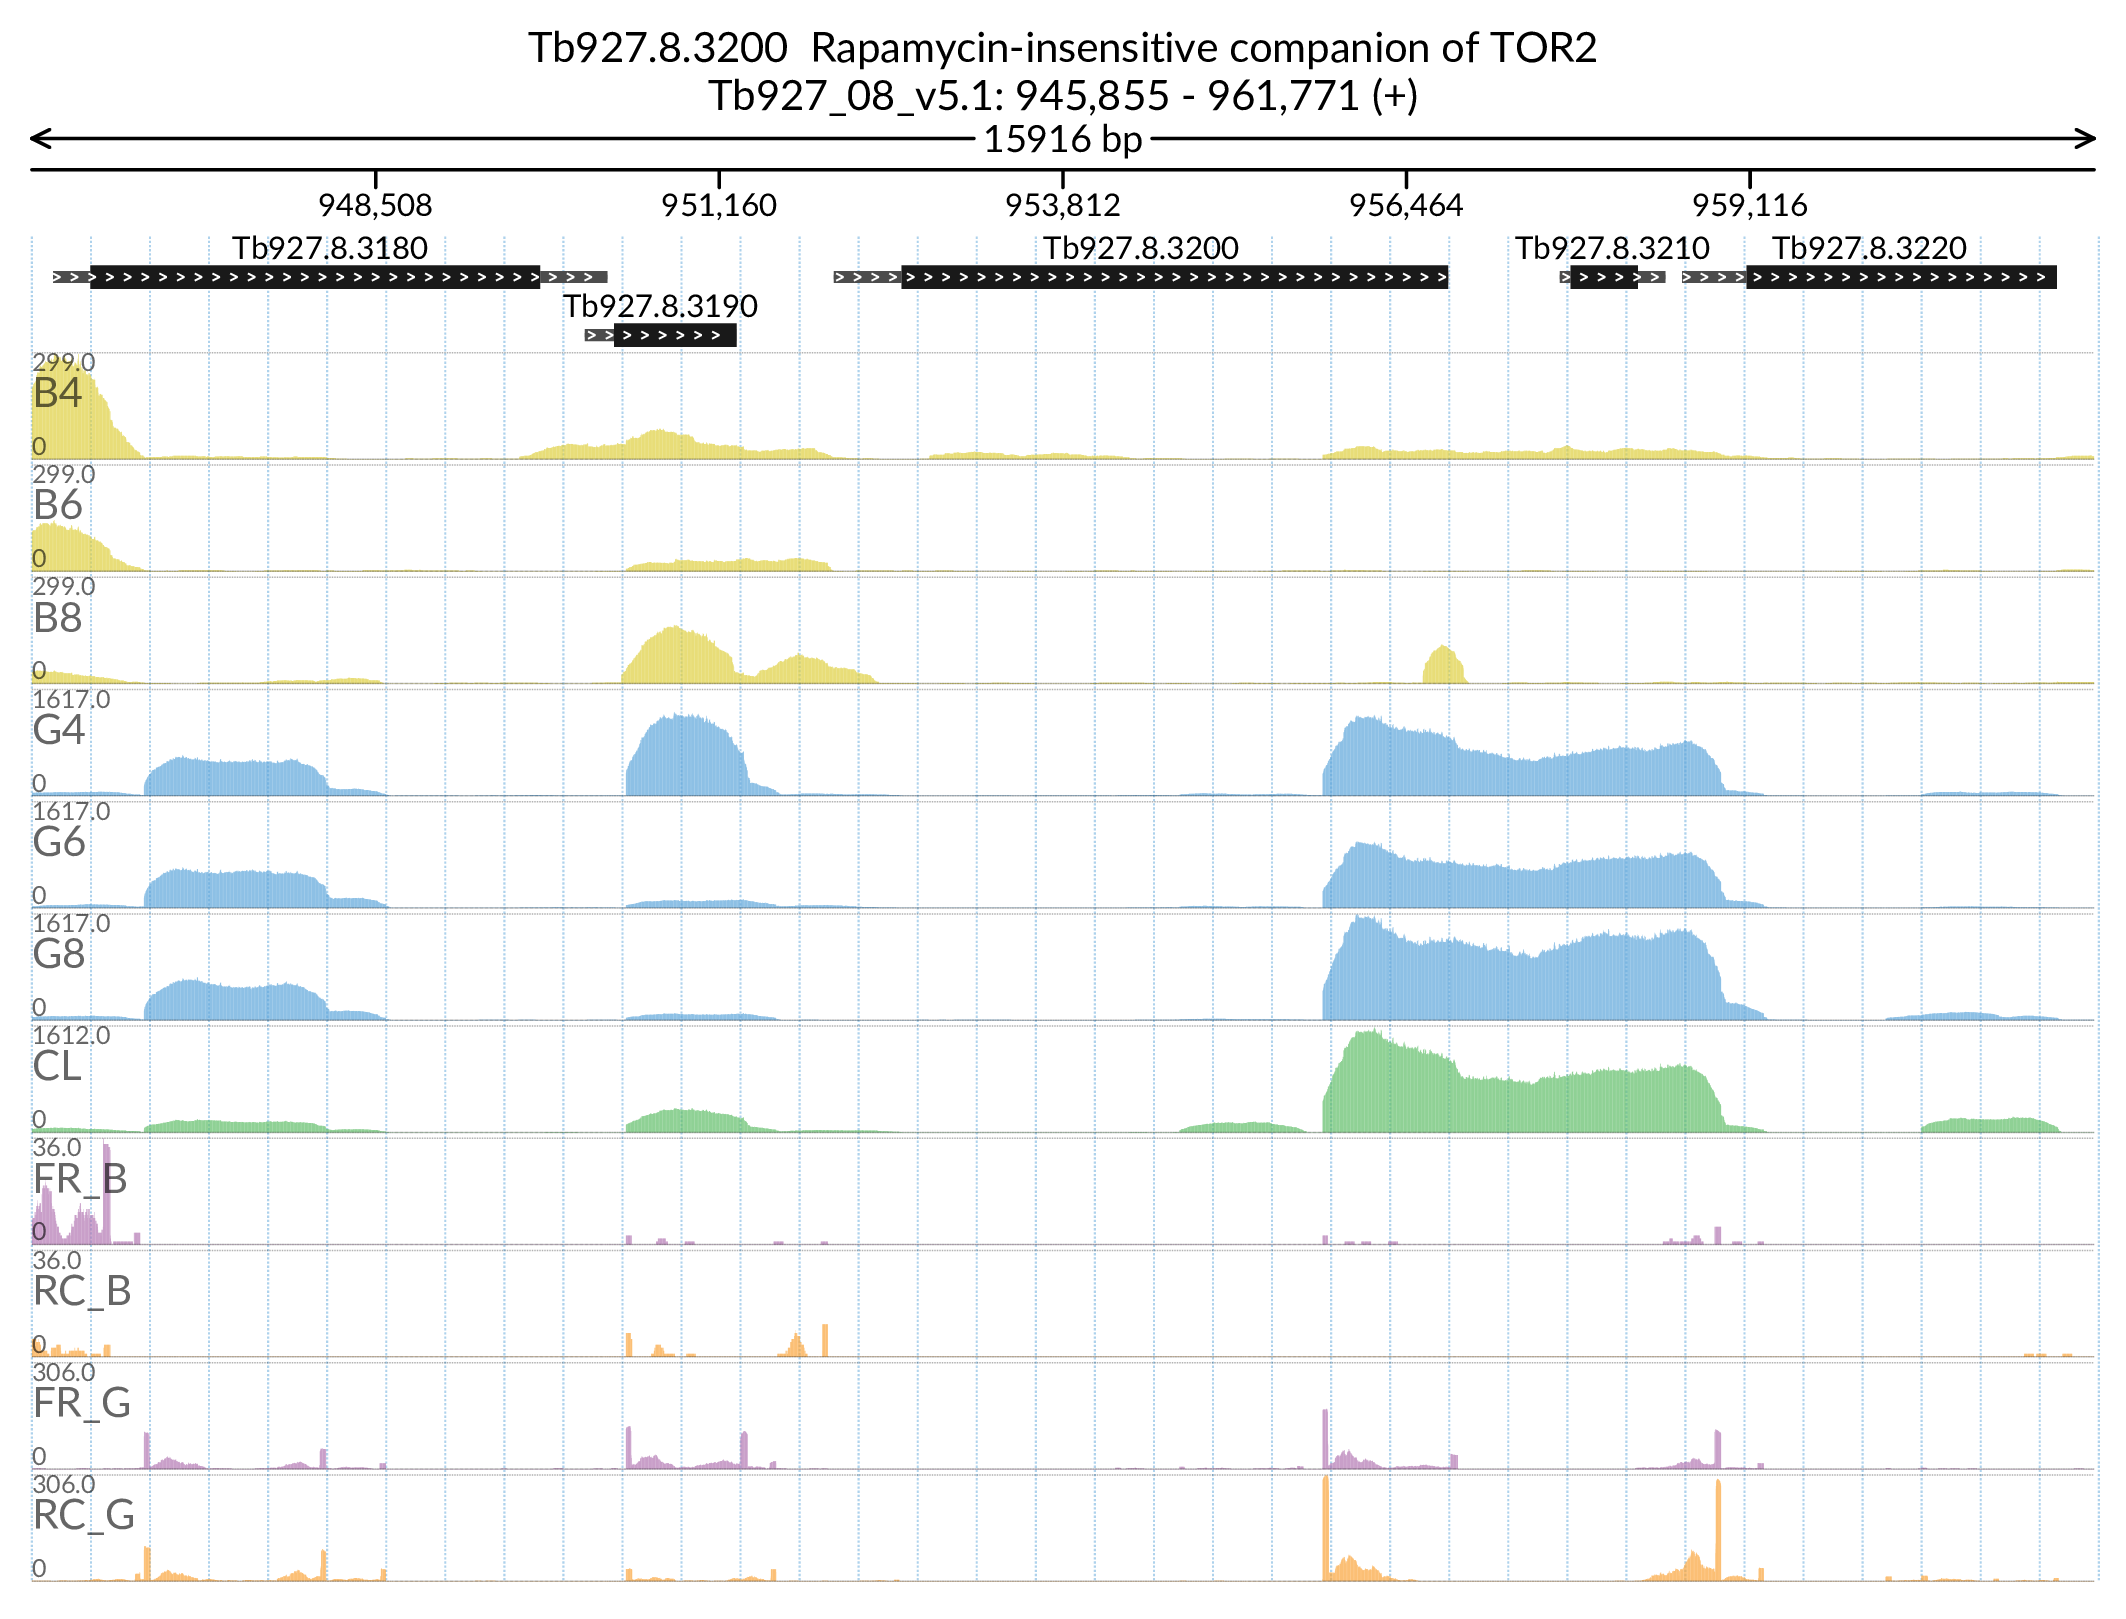 Tb927.8.3200  Rapamycin-insensitive companion of TOR2
Tb927_08_v5.1: 945,855 - 961,771 (+)
15916 bp
948,508 951,160 953,812 956,464 959,116
Tb927.8.3180 Tb927.8.3200 Tb927.8.3210 Tb927.8.3220
Tb927.8.3190
299.0
B4
0
299.0
B6
0
299.0
B8
0
1617.0
G4
0
1617.0
G6
0
1617.0
G8
0
1612.0
CL
0
36.0
FR_B
0
36.0
RC_B
0
306.0
FR_G
0
306.0
RC_G
0